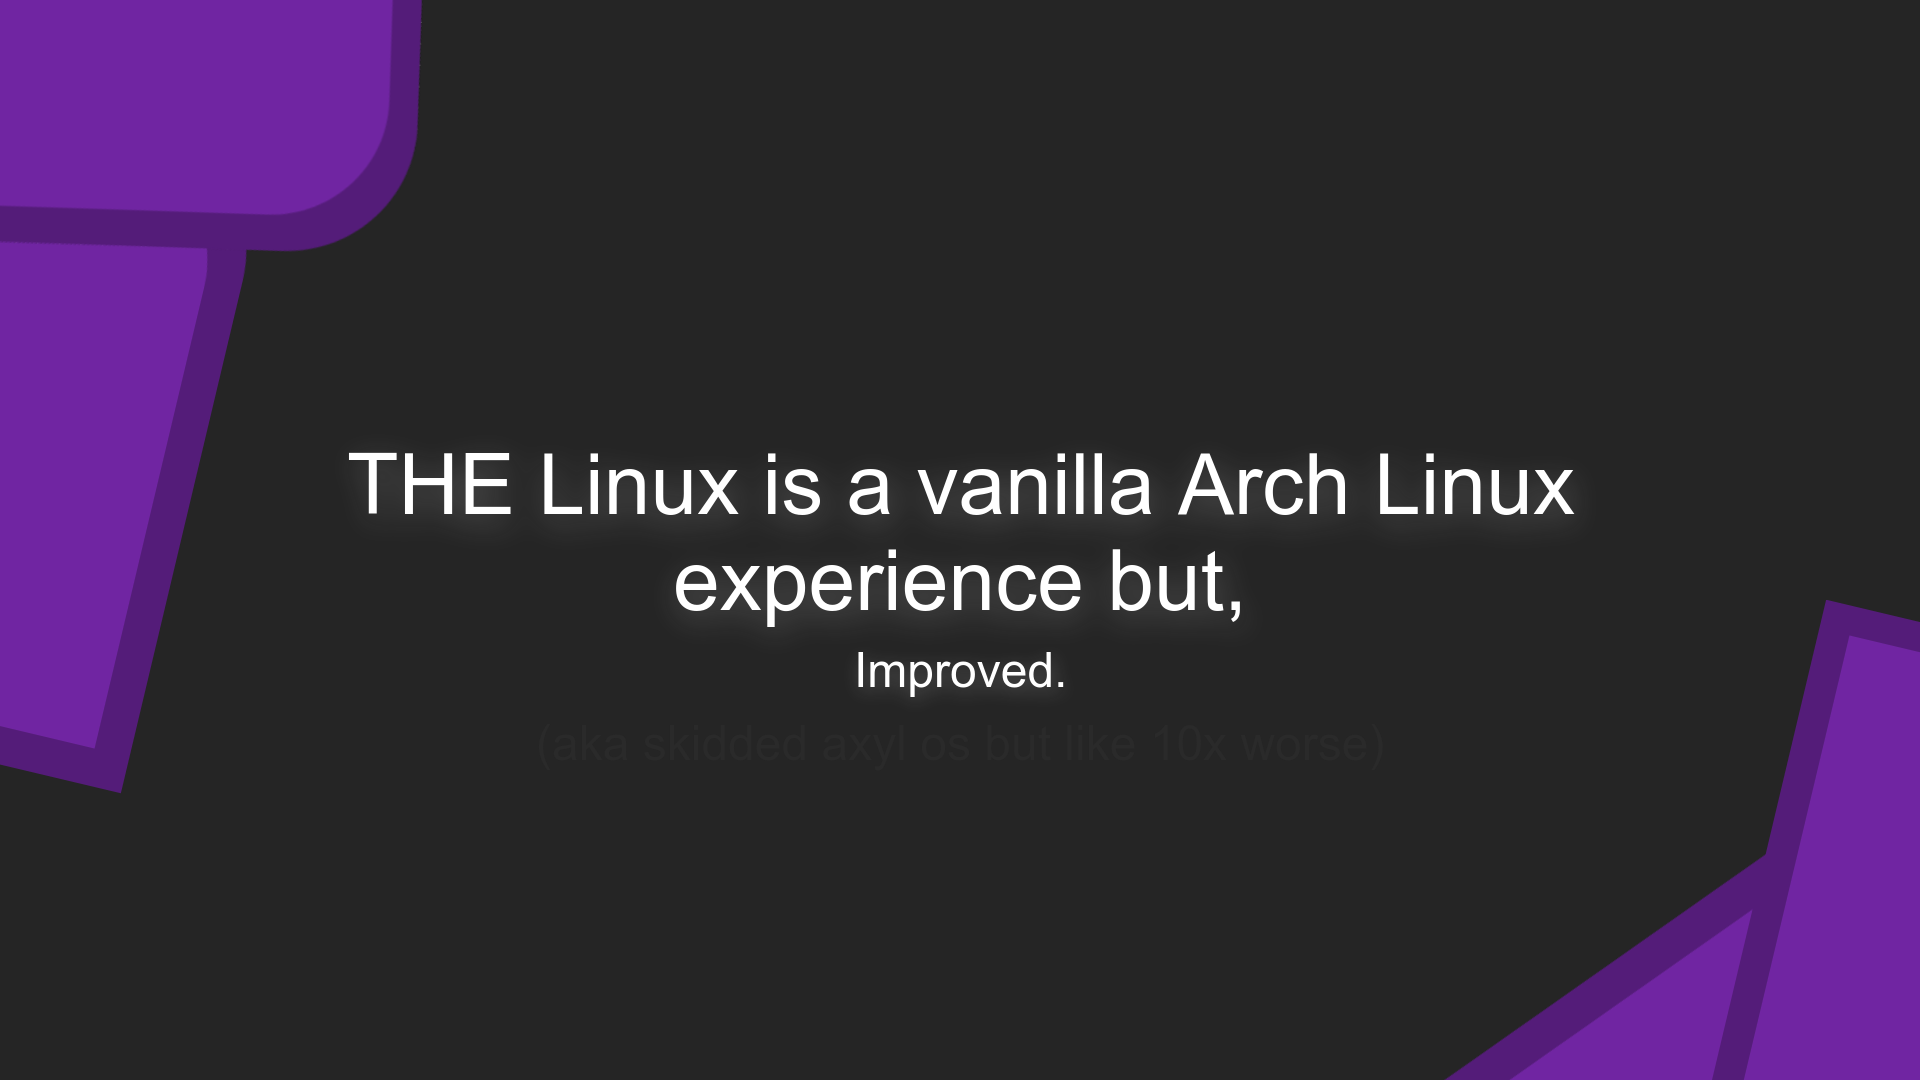 THE Linux is a vanilla Arch Linux
experience but,
Improved.
(aka skidded axyl os but like 10x worse)